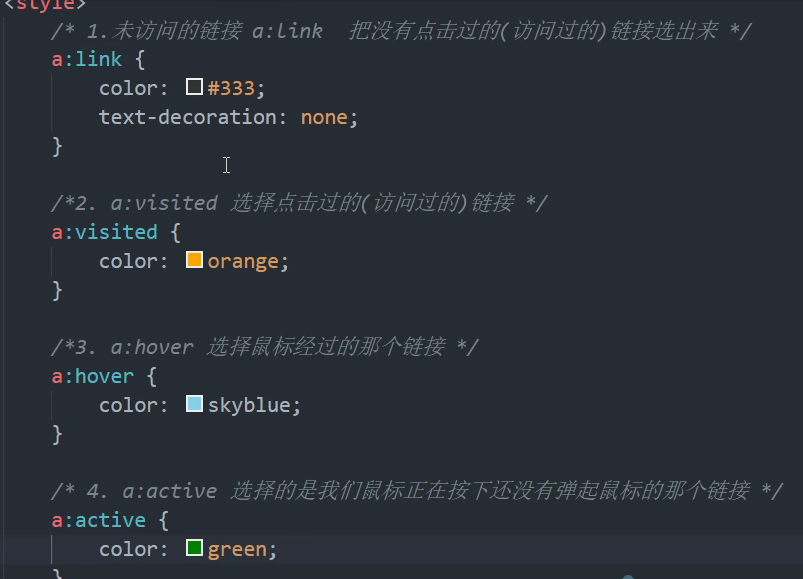 <style>
/* 1.未访问的链接 a:link  把没有点击过的(访问过的)链接选出来 */
a:link {
color: #333;
text-decoration: none;
}
/*2. a:visited 选择点击过的(访问过的)链接 */
a:visited {
color: orange;
}
/*3. a:hover 选择鼠标经过的那个链接 */
a:hover {
color: skyblue;
}
/* 4. a:active 选择的是我们鼠标正在按下还没有弹起鼠标的那个链接 */
a:active {
color: green;
}